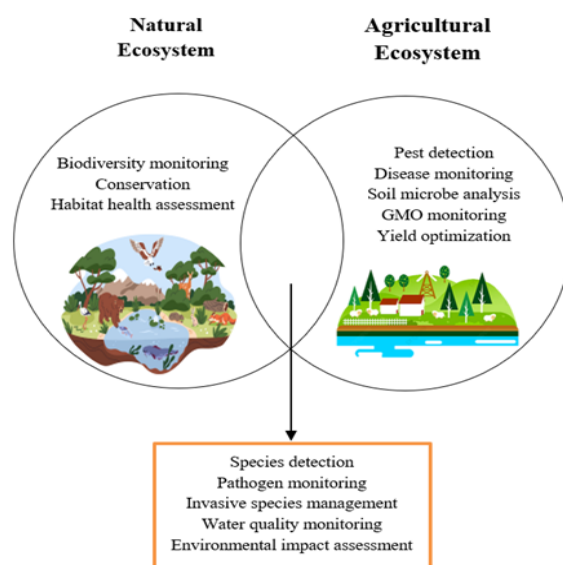 Natural
Ecosystem
Agricultural
Ecosystem
Biodiversity monitoring
Conservation
Habitat health assessment
Pest detection
Disease monitoring
Soil microbe analysis
GMO monitoring
Yield optimization
Species detection
Pathogen monitoring
Invasive species management
Water quality monitoring
Environmental impact assessment